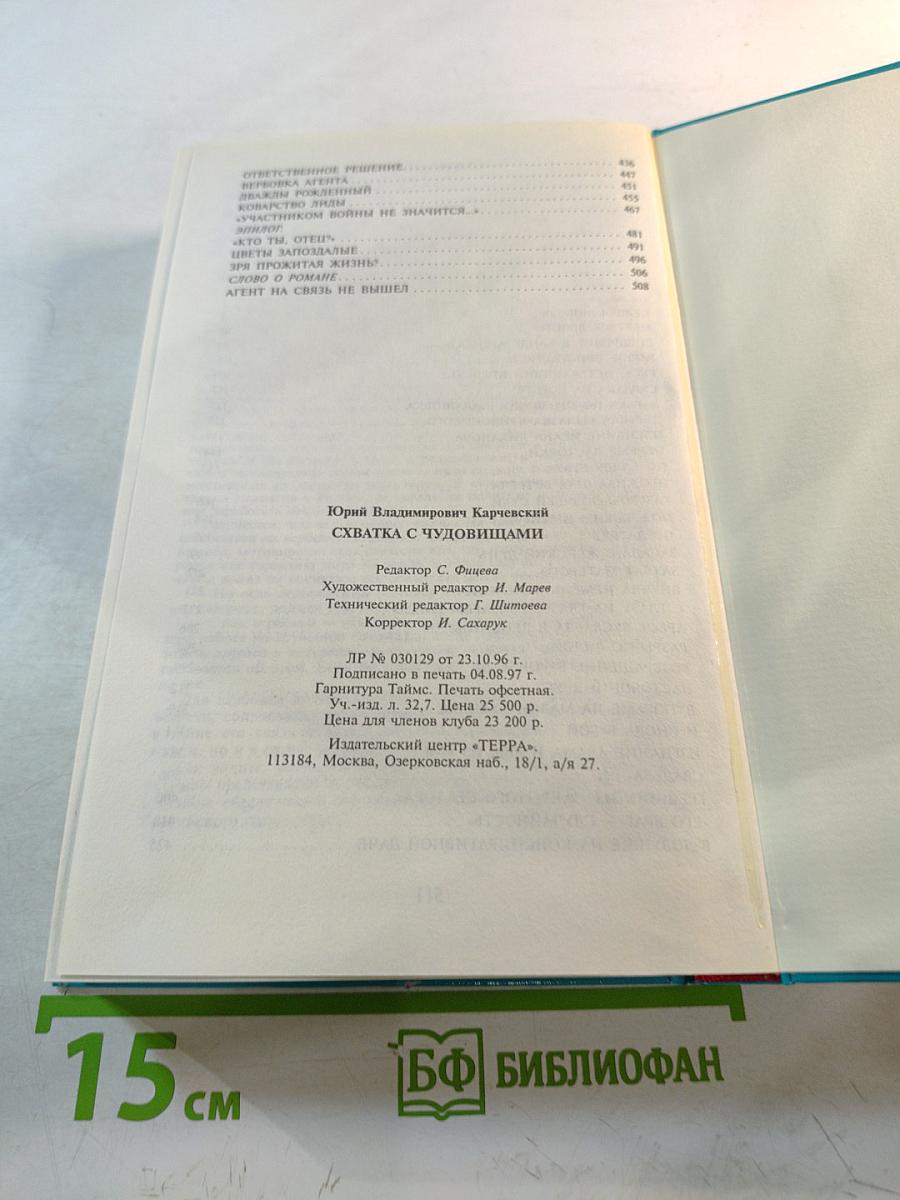 ОТВЕТСТВЕННОЕ РЕШЕНИЕ 436
ВЕРБОВКА АГЕНТА 447
ДВАЖДЫ РОЖДЕННЫЙ 451
КОВАРСТВО ЛИДЫ 455
«УЧАСТНИКОМ ВОЙНЫ НЕ ЗНАЧИТСЯ...» 467
ЭПИЛОГ.
«КТО ТЫ, ОТЕЦ?» 481
ЦВЕТЫ ЗАПОЗДАЛЫЕ 491
ЗРЯ ПРОЖИТАЯ ЖИЗНЬ? 496
СЛОВО О РОМАНЕ 506
АГЕНТ НА СВЯЗЬ НЕ ВЫШЕЛ 508
Юрий Владимирович Карчевский
СХВАТКА С ЧУДОВИЩАМИ
Редактор С. Фицева
Художественный редактор И. Марев
Технический редактор Г. Шитоева
Корректор И. Сахарук
ЛР № 030129 от 23.10.96 г.
Подписано в печать 04.08.97 г.
Гарнитура Таймс. Печать офсетная.
Уч.-изд. л. 32,7. Цена 25 500 р.
Цена для членов клуба 23 200 р.
Издательский центр «ТЕРРА».
113184, Москва, Озерковская наб., 18/1, а/я 27.
15 см
БФ БИБЛИОФАН